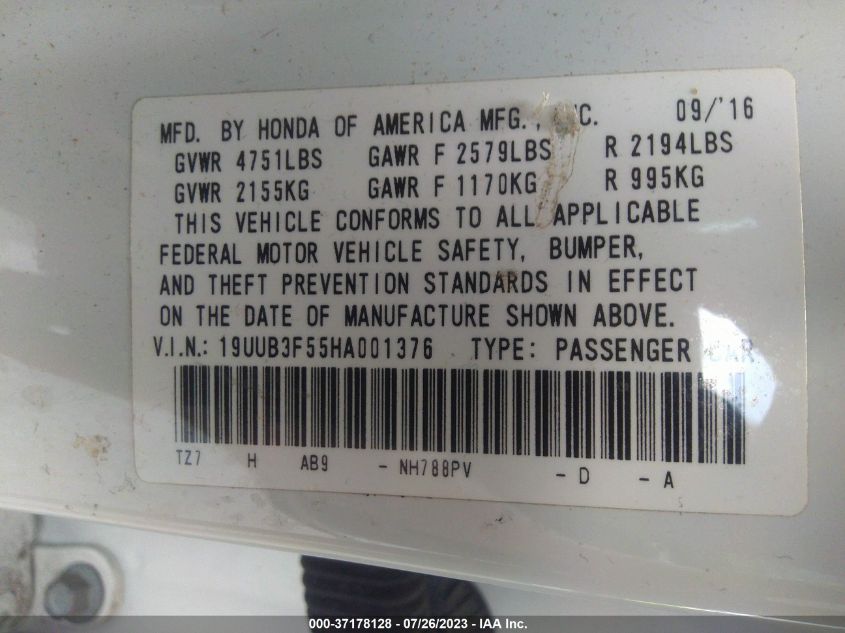 MFD. BY HONDA OF AMERICA MFG., INC. 09/'16
GVWR 4751LBS GAWR F 2579LBS R 2194LBS
GVWR 2155KG GAWR F 1170KG R 995KG
THIS VEHICLE CONFORMS TO ALL APPLICABLE
FEDERAL MOTOR VEHICLE SAFETY, BUMPER,
AND THEFT PREVENTION STANDARDS IN EFFECT
ON THE DATE OF MANUFACTURE SHOWN ABOVE.
V.I.N.: 19UUB3F55HA001376 TYPE: PASSENGER CAR
TZ7 H AB9 - NH788PV - D - A
000-37178128 / 07/26/2023 - IAA Inc.